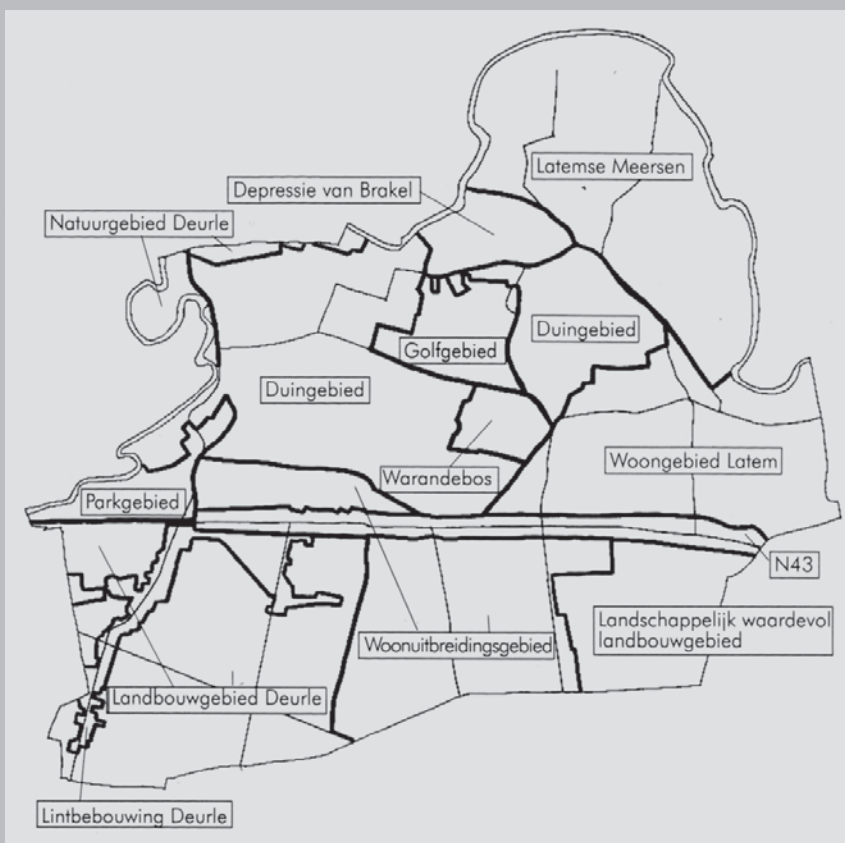 Latemse Meersen
Depressie van Brakel
Natuurgebied Deurle
Duingebied
Golfgebied
Duingebied
Woongebied Latem
Warandebos
Parkgebied
N43
Landschappelijk waardevol
landbouwgebied
Woonuitbreidingsgebied
Landbouwgebied Deurle
Lintbebouwing Deurle